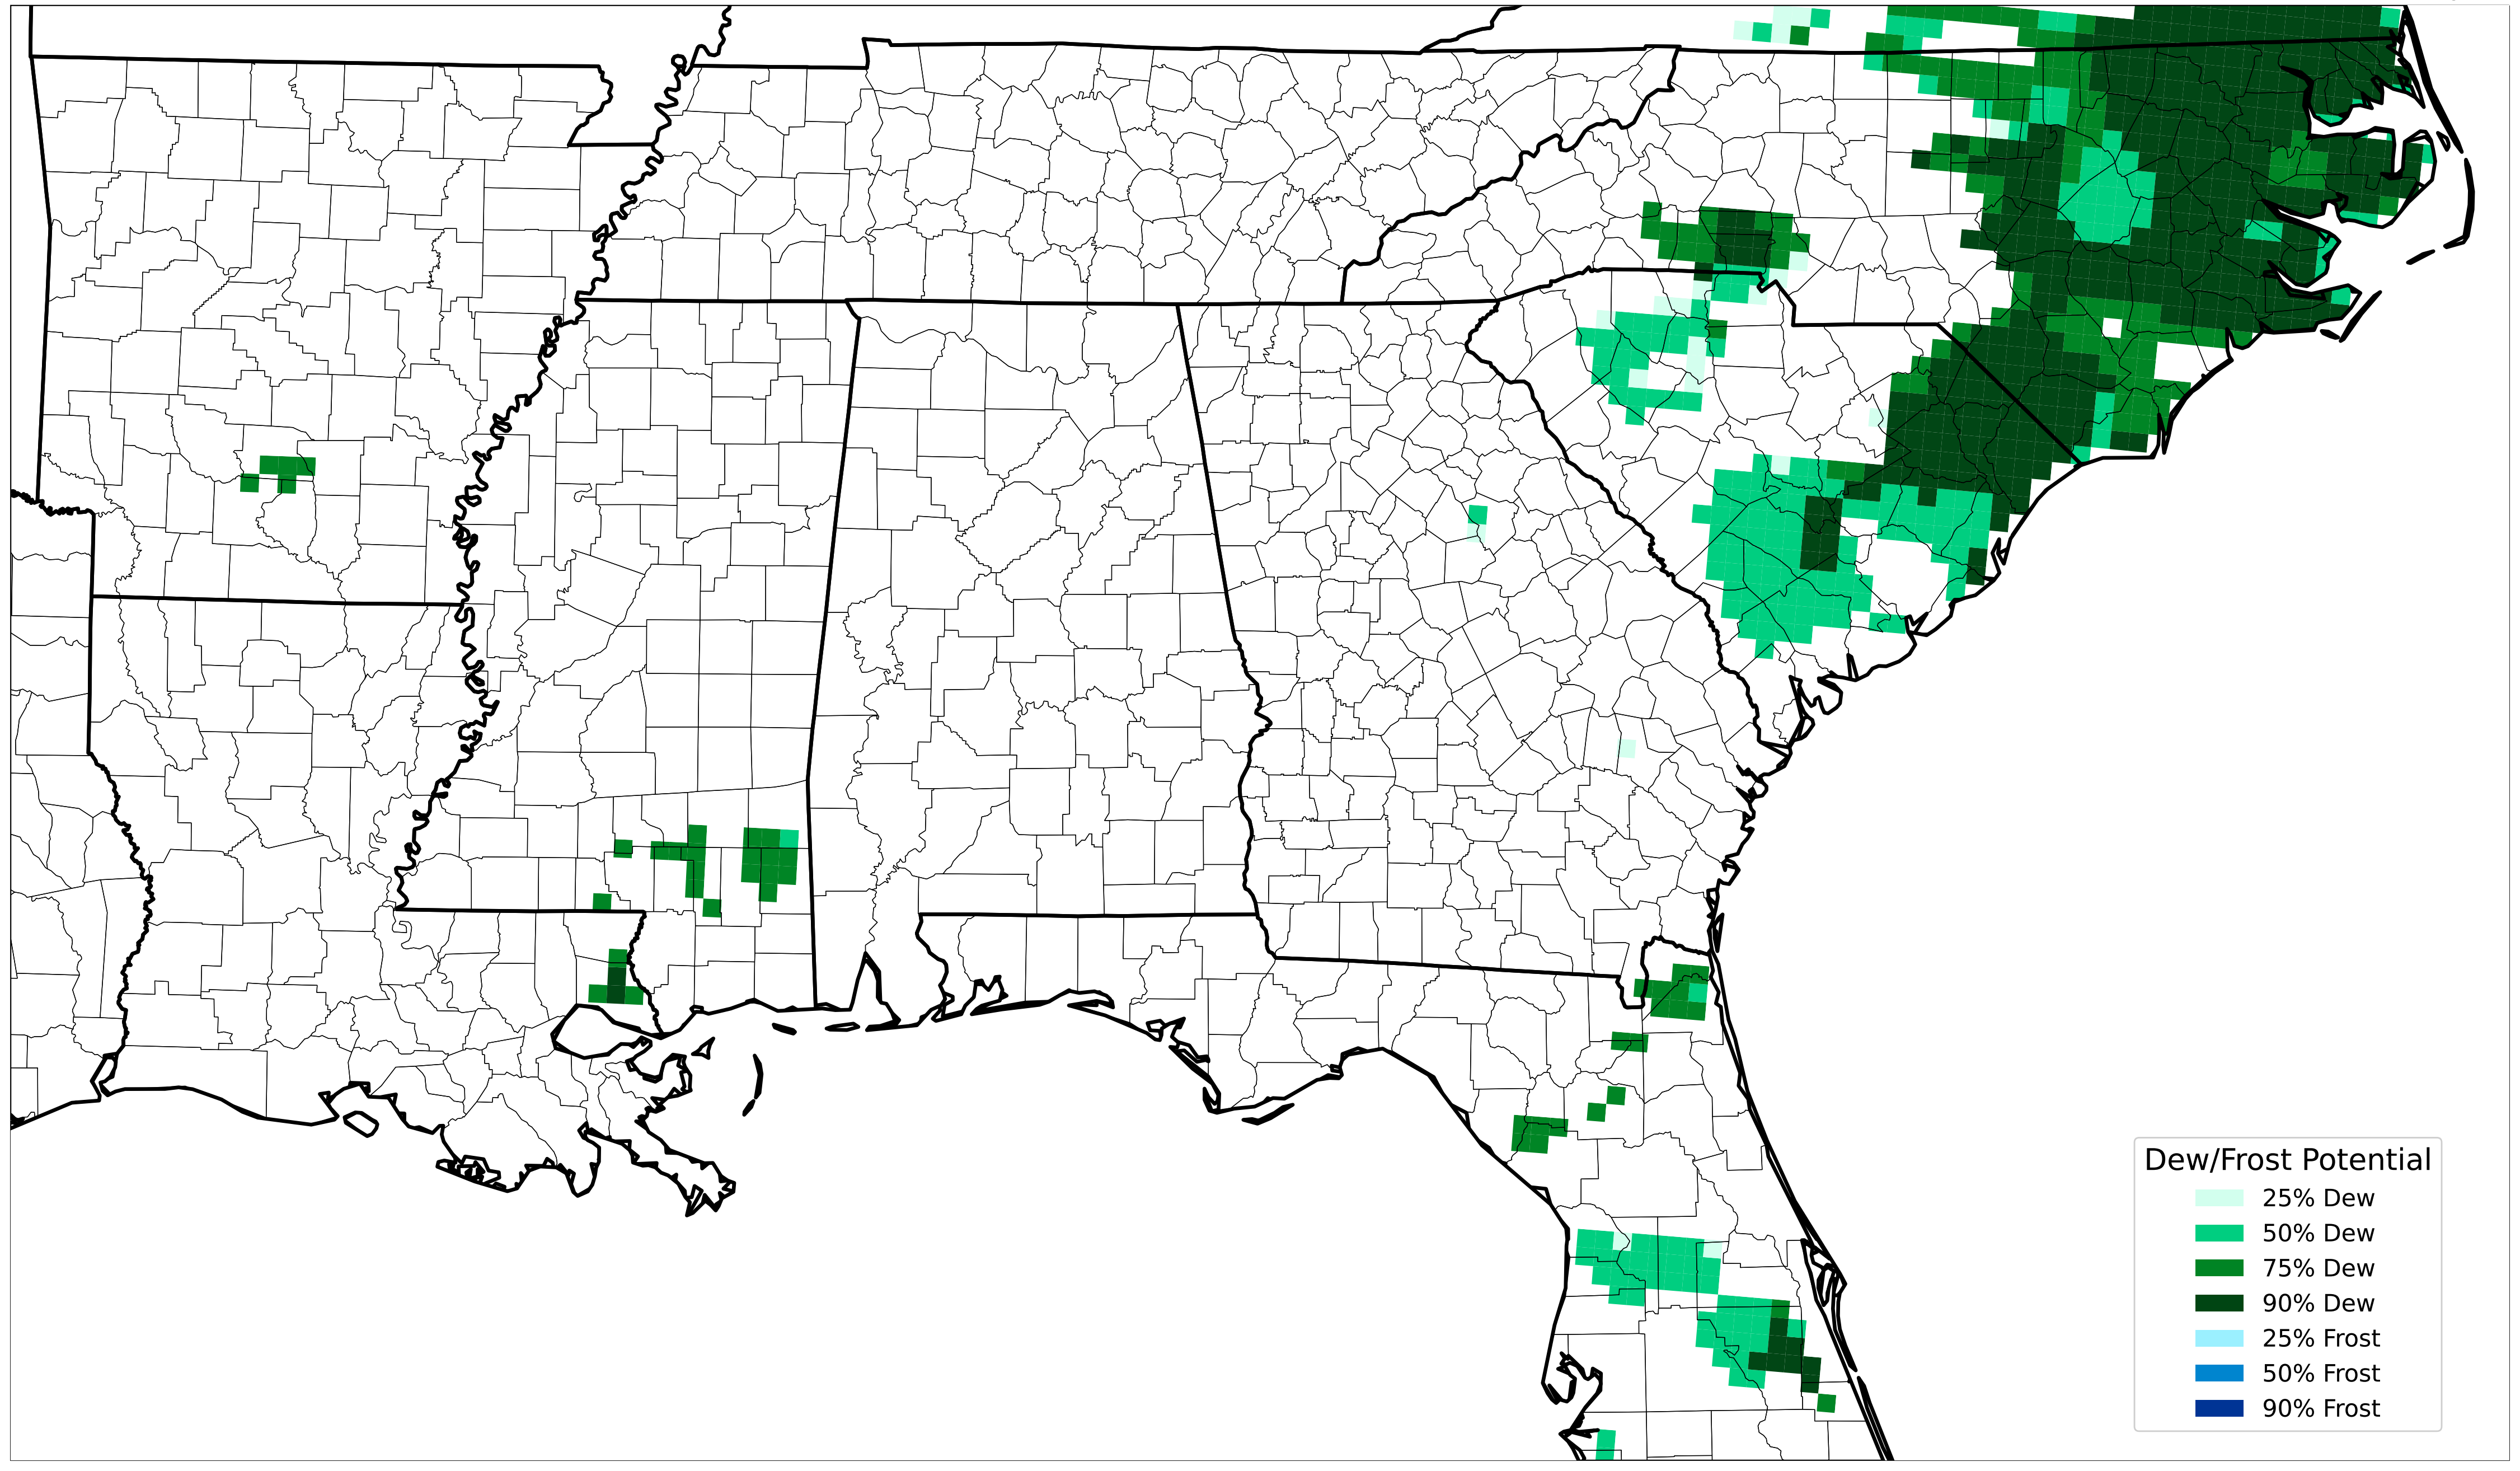 Dew/Frost Potential
25% Dew
50% Dew
75% Dew
90% Dew
25% Frost
50% Frost
90% Frost